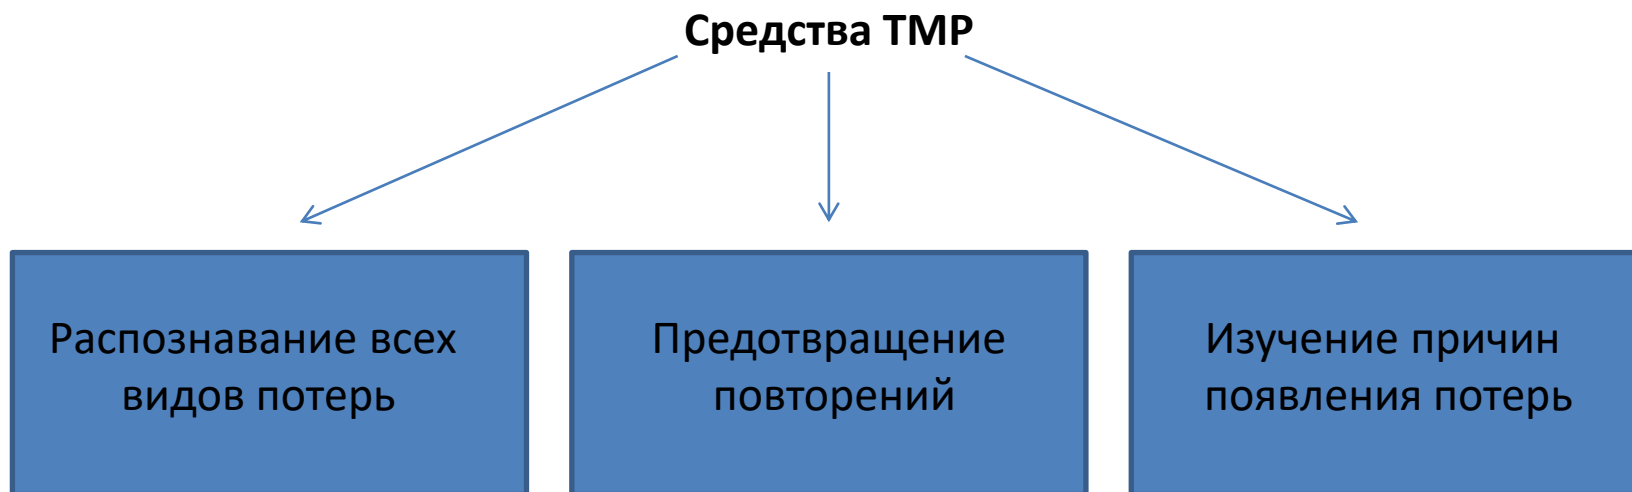 Средства ТМР
Распознавание всех
видов потерь
Предотвращение
повторений
Изучение причин
появления потерь